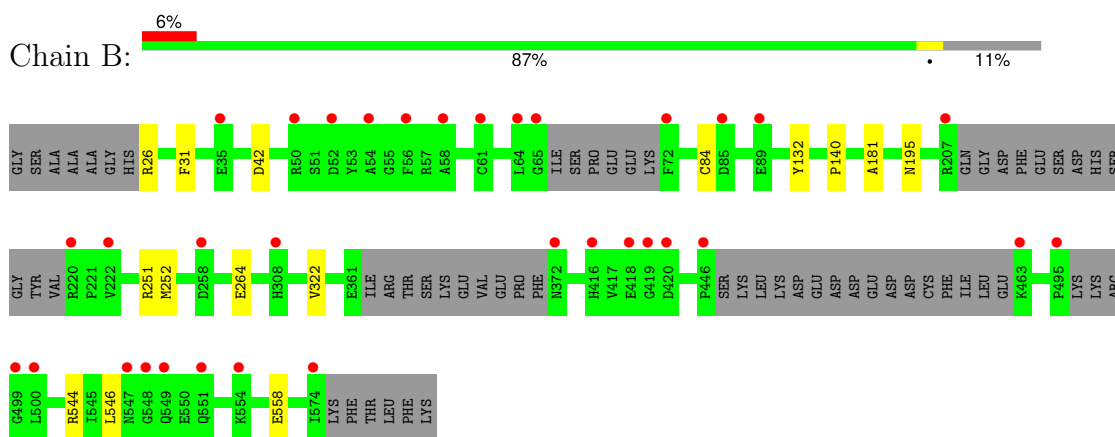 6%
Chain B:
87%
•
11%
GLY SER ALA ALA ALA GLY HIS R26 F31 E35 D42 R50 S51 D52 Y53 A54 G55 F56 R57 A58 C61 L64 G65 ILE SER PRO GLU GLU LYS F72 C84 D85 E89 Y132 P140 A181 N195 R207 GLN GLY ASP PHE GLU SER ASP HIS SER
GLY TYR VAL R220 P221 V222 R251 M252 D258 E264 H308 V322 E361 ILE ARG THR SER LYS GLU VAL GLU PRO PHE N372 H416 V417 E418 G419 D420 P446 SER LYS LEU LYS ASP GLU ASP ASP GLU ASP ASP CYS PHE ILE LEU GLU K463 P495 LYS LYS ARG
G499 L500 R544 I545 L546 N547 G548 Q549 E550 Q551 K554 E558 I574 LYS PHE THR LEU PHE LYS